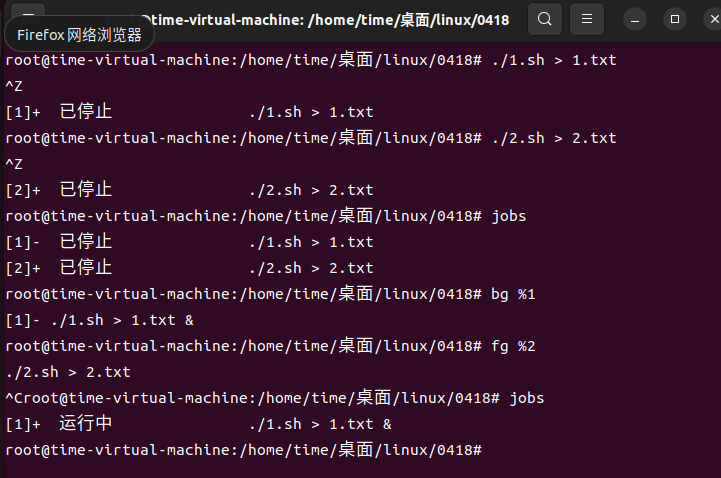 @time-virtual-machine: /home/time/桌面/linux/0418
Firefox 网络浏览器
root@time-virtual-machine:/home/time/桌面/linux/0418# ./1.sh > 1.txt
^Z
[1]+  已停止               ./1.sh > 1.txt
root@time-virtual-machine:/home/time/桌面/linux/0418# ./2.sh > 2.txt
^Z
[2]+  已停止               ./2.sh > 2.txt
root@time-virtual-machine:/home/time/桌面/linux/0418# jobs
[1]-  已停止               ./1.sh > 1.txt
[2]+  已停止               ./2.sh > 2.txt
root@time-virtual-machine:/home/time/桌面/linux/0418# bg %1
[1]- ./1.sh > 1.txt &
root@time-virtual-machine:/home/time/桌面/linux/0418# fg %2
./2.sh > 2.txt
^Croot@time-virtual-machine:/home/time/桌面/linux/0418# jobs
[1]+  运行中               ./1.sh > 1.txt &
root@time-virtual-machine:/home/time/桌面/linux/0418#